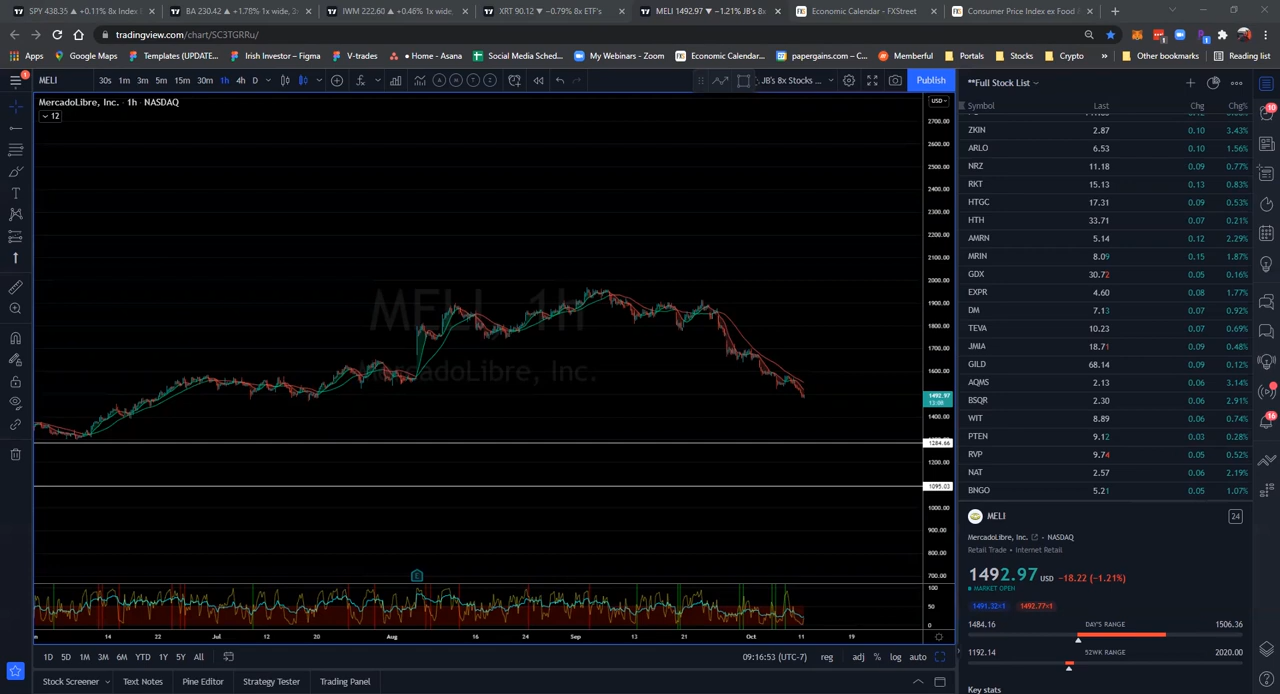 SPY 438.35 ▲ +0.11% 8x Index E
BA 230.42 ▲ +1.78% 1x wide, 3x
IWM 222.60 ▲ +0.46% 1x wide,
XRT 90.12 ▼ −0.79% 8x ETF's
MELI 1492.97 ▼ −1.21% JB's 8x
Economic Calendar - FXStreet
Consumer Price Index ex Food &
tradingview.com/chart/SC3TGRRu/
Apps
Google Maps
Templates (UPDATE...
Irish Investor – Figma
V-trades
Home - Asana
Social Media Sched...
My Webinars - Zoom
Economic Calendar...
papergains.com – C...
Memberful
Portals
Stocks
Crypto
»
Other bookmarks
Reading list
MELI
30s 1m 3m 5m 15m 30m 1h 4h D
JB's 8x Stocks ...
Publish
**Full Stock List
MercadoLibre, Inc. · 1h · NASDAQ
12
USD
Symbol Last Chg Chg%
ZKIN 2.87 0.10 3.43%
ARLO 6.53 0.10 1.56%
NRZ 11.18 0.09 0.77%
RKT 15.13 0.13 0.83%
HTGC 17.31 0.09 0.53%
HTH 33.71 0.07 0.21%
AMRN 5.14 0.12 2.29%
MRIN 8.09 0.15 1.87%
GDX 30.72 0.05 0.16%
EXPR 4.60 0.08 1.77%
DM 7.13 0.07 0.92%
TEVA 10.23 0.07 0.69%
JMIA 18.71 0.09 0.48%
GILD 68.14 0.09 0.12%
AQMS 2.13 0.06 3.14%
BSQR 2.30 0.06 2.91%
WIT 8.89 0.06 0.74%
PTEN 9.12 0.03 0.28%
RVP 9.74 0.05 0.52%
NAT 2.57 0.06 2.19%
BNGO 5.21 0.05 1.07%
2700.00
2600.00
2500.00
2400.00
2300.00
2200.00
2100.00
2000.00
1900.00
1800.00
1700.00
1600.00
1492.97
13:08
1400.00
1284.66
1200.00
1095.03
1000.00
900.00
800.00
700.00
MELI, 1H
MercadoLibre, Inc.
E
100
50
0
14 22 Jul 12 20 Aug 16 24 Sep 13 21 Oct 11 19
1D 5D 1M 3M 6M YTD 1Y 5Y All
09:16:53 (UTC-7)
reg adj % log auto
Stock Screener
Text Notes
Pine Editor
Strategy Tester
Trading Panel
MELI
24
MercadoLibre, Inc. · NASDAQ
Retail Trade • Internet Retail
1492.97 USD −18.22 (−1.21%)
MARKET OPEN
1491.32×1 1492.77×1
1484.16 DAY'S RANGE 1506.36
1192.14 52WK RANGE 2020.00
Key stats
10
16